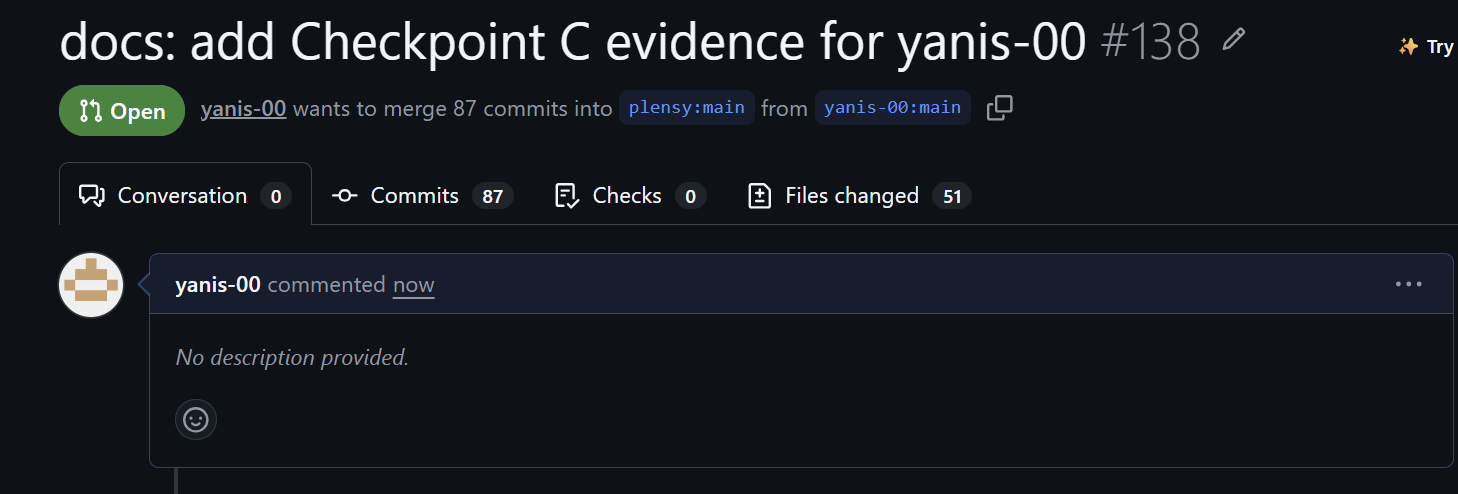 docs: add Checkpoint C evidence for yanis-00 #138
Try
Open yanis-00 wants to merge 87 commits into plensy:main from yanis-00:main
Conversation 0 Commits 87 Checks 0 Files changed 51
yanis-00 commented now
No description provided.